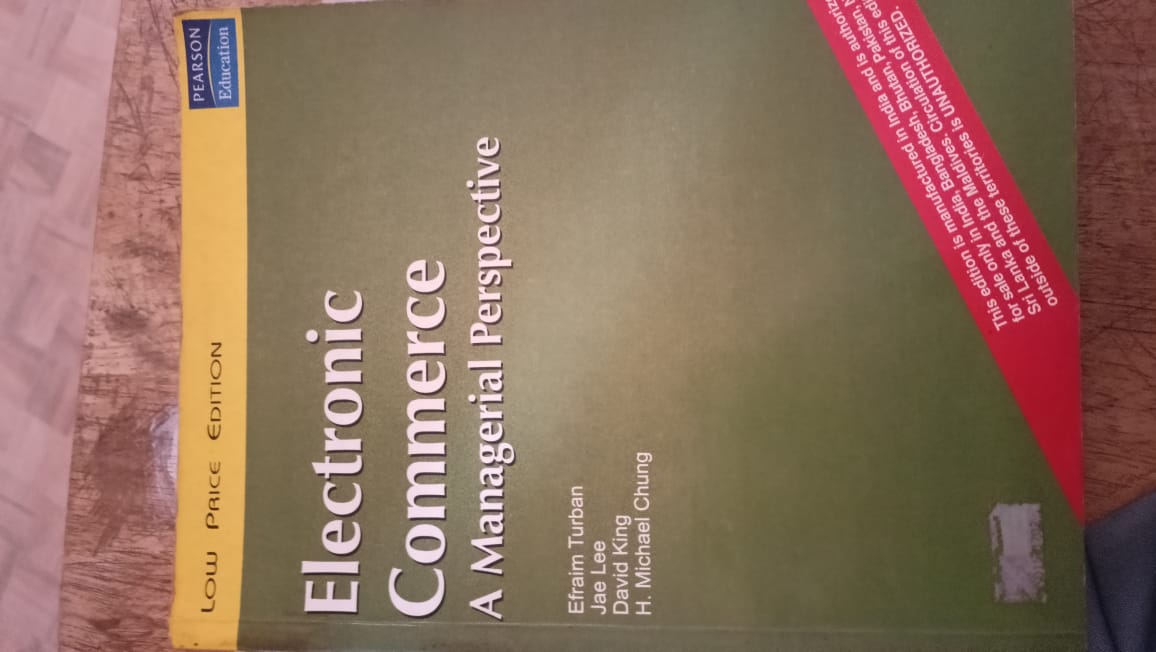 LOW PRICE EDITION
PEARSON
Education
Electronic
Commerce
A Managerial Perspective
Efraim Turban
Jae Lee
David King
H. Michael Chung
This edition is manufactured in India and is
for sale only in India, Bangladesh, Bhutan, Pakistan,
Sri Lanka and the Maldives. Circulation of this
outside of these territories is UNAUTHORIZED.